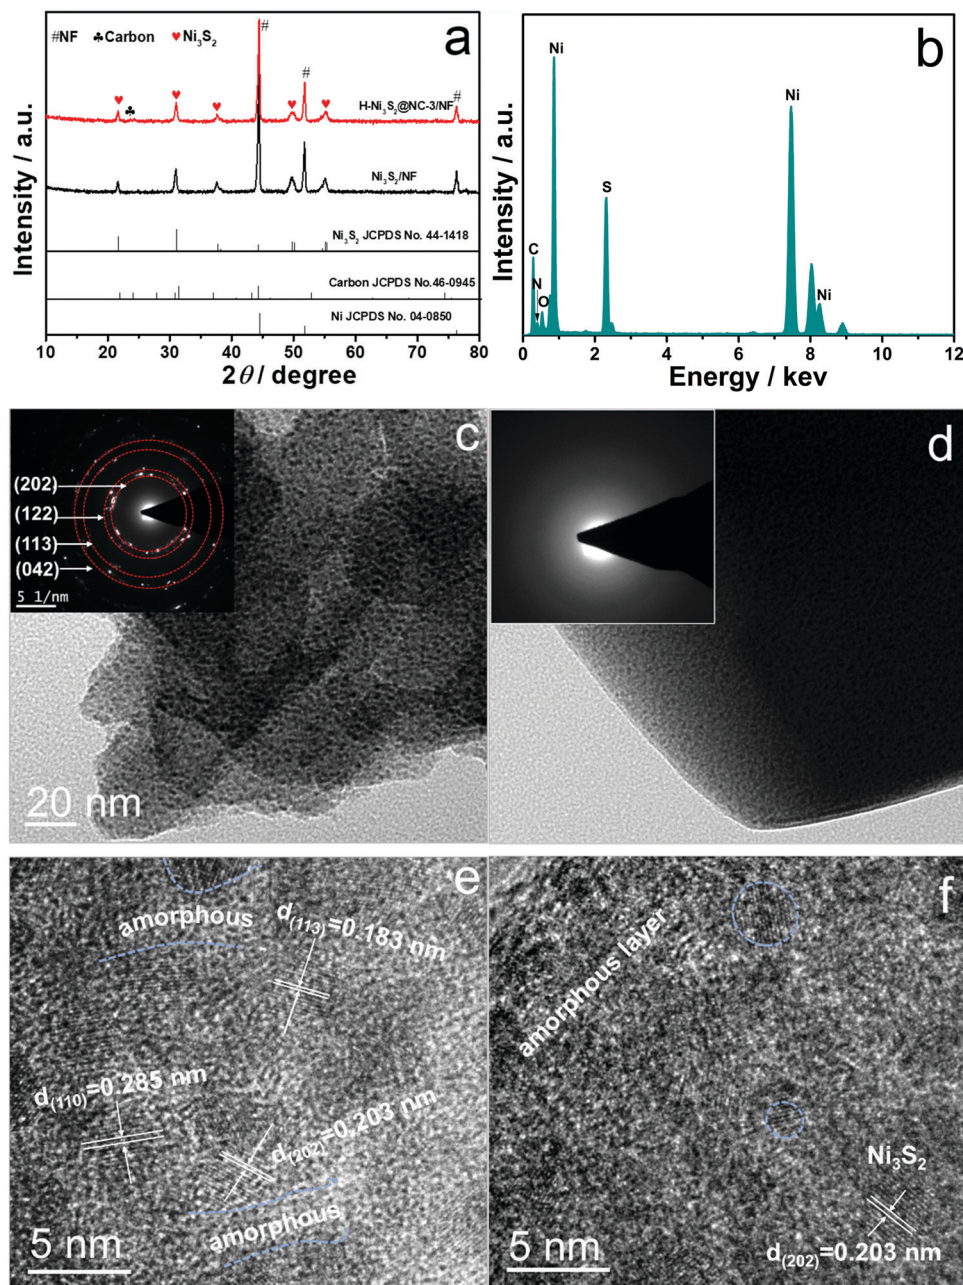 a
#NF ♣Carbon ♥Ni₃S₂
#
#
#
H-Ni₃S₂@NC-3/NF
Ni₃S₂/NF
Ni₃S₂ JCPDS No. 44-1418
Carbon JCPDS No.46-0945
Ni JCPDS No. 04-0850
Intensity / a.u.
10 20 30 40 50 60 70 80
2θ / degree
b
Ni
Ni
S
C
N
O
Ni
Intensity / a.u.
0 2 4 6 8 10 12
Energy / kev
c
(202)
(122)
(113)
(042)
5 1/nm
20 nm
d
e
amorphous
d(113)=0.183 nm
d(110)=0.285 nm
d(202)=0.203 nm
amorphous
5 nm
f
amorphous layer
Ni₃S₂
d(202)=0.203 nm
5 nm